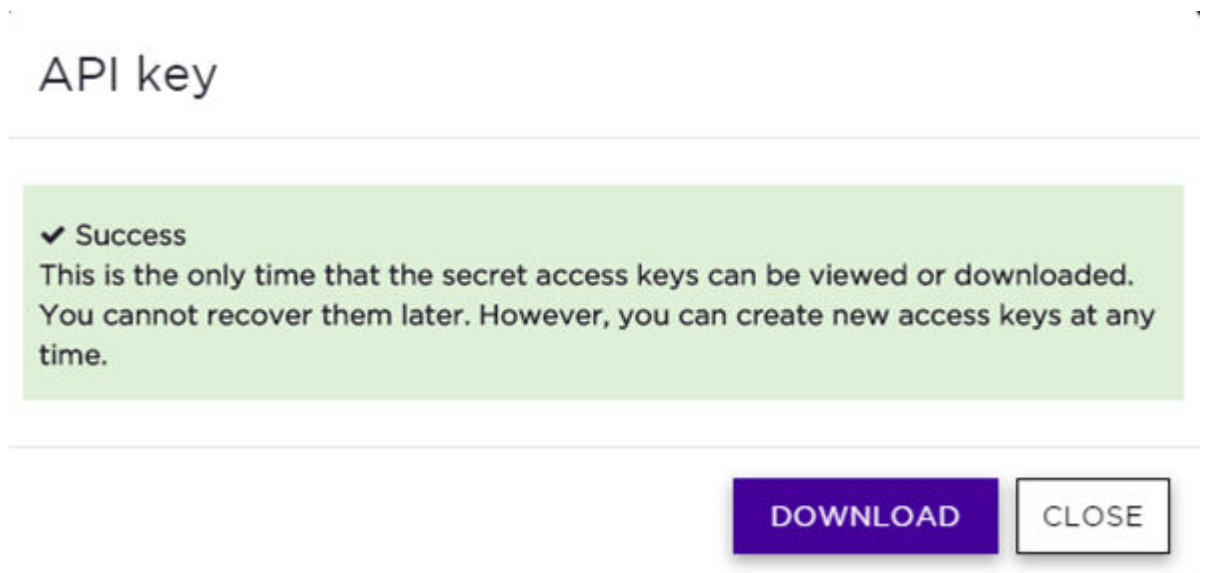 API key
✔ Success
This is the only time that the secret access keys can be viewed or downloaded.
You cannot recover them later. However, you can create new access keys at any
time.
DOWNLOAD
CLOSE